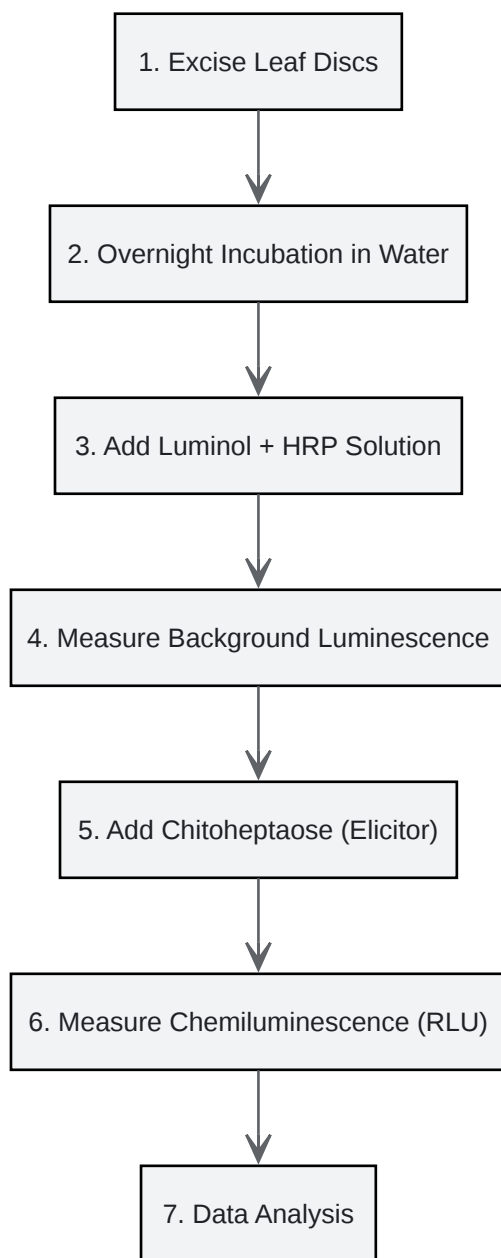 1. Excise Leaf Discs
2. Overnight Incubation in Water
3. Add Luminol + HRP Solution
4. Measure Background Luminescence
5. Add Chitoheptaose (Elicitor)
6. Measure Chemiluminescence (RLU)
7. Data Analysis